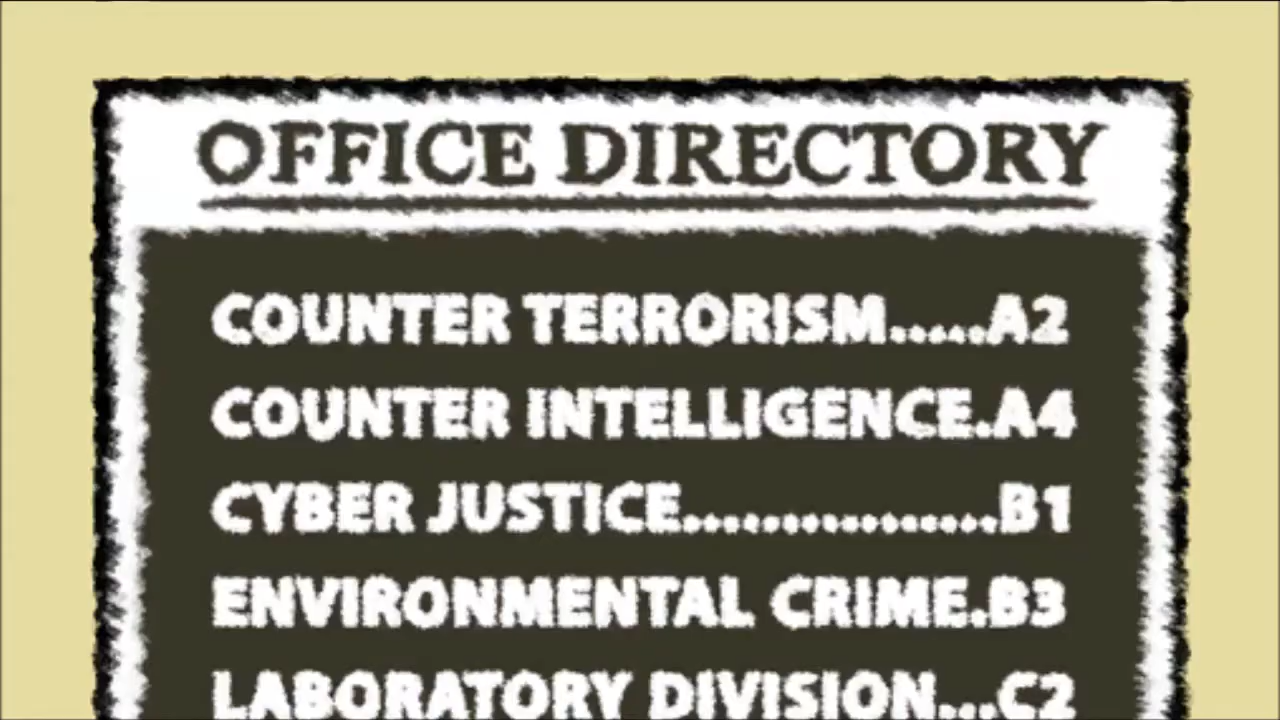 OFFICE DIRECTORY
COUNTER TERRORISM.....A2
COUNTER INTELLIGENCE.A4
CYBER JUSTICE................B1
ENVIRONMENTAL CRIME.B3
LABORATORY DIVISION...C2